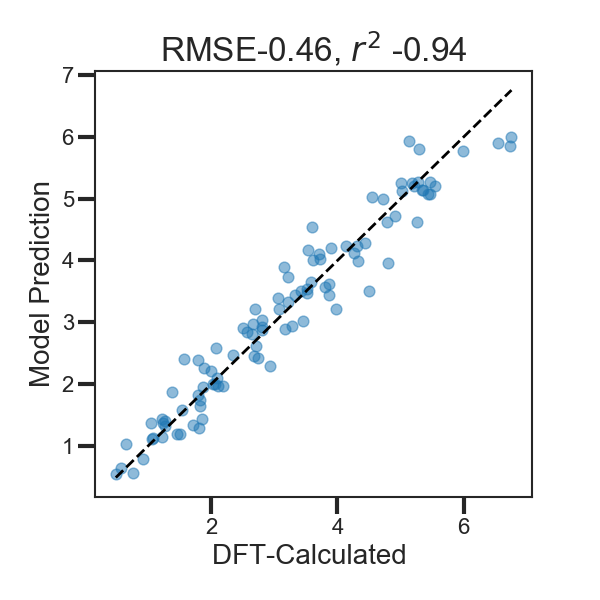 RMSE-0.46, r² -0.94
7
6
5
4
3
2
1
Model Prediction
2 4 6
DFT-Calculated